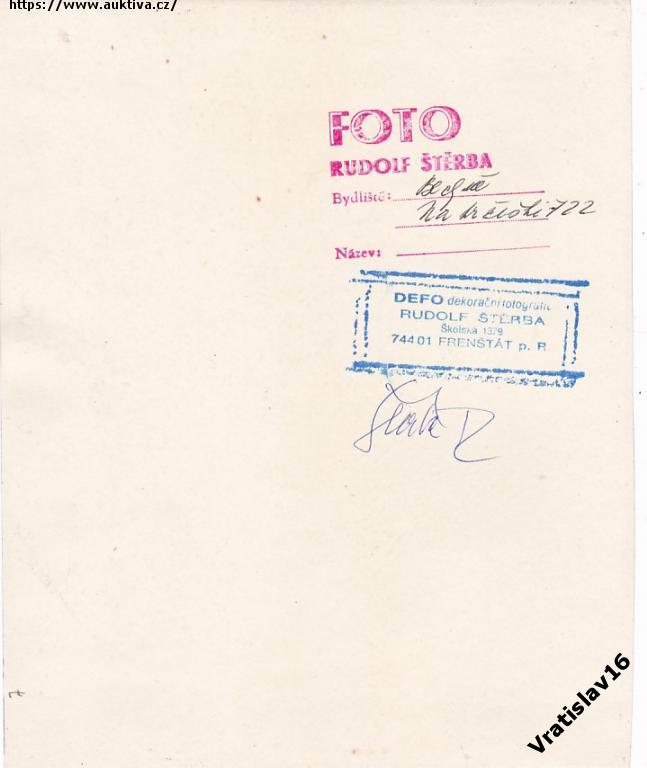 https://www.auktiva.cz/
FOTO
RUDOLF ŠTĚRBA
Bydliště:
722
Název:
DEFO dekorační fotografie
RUDOLF ŠTĚRBA
Školská 1379
744 01 FRENŠTÁT p. R.
Vratislav16